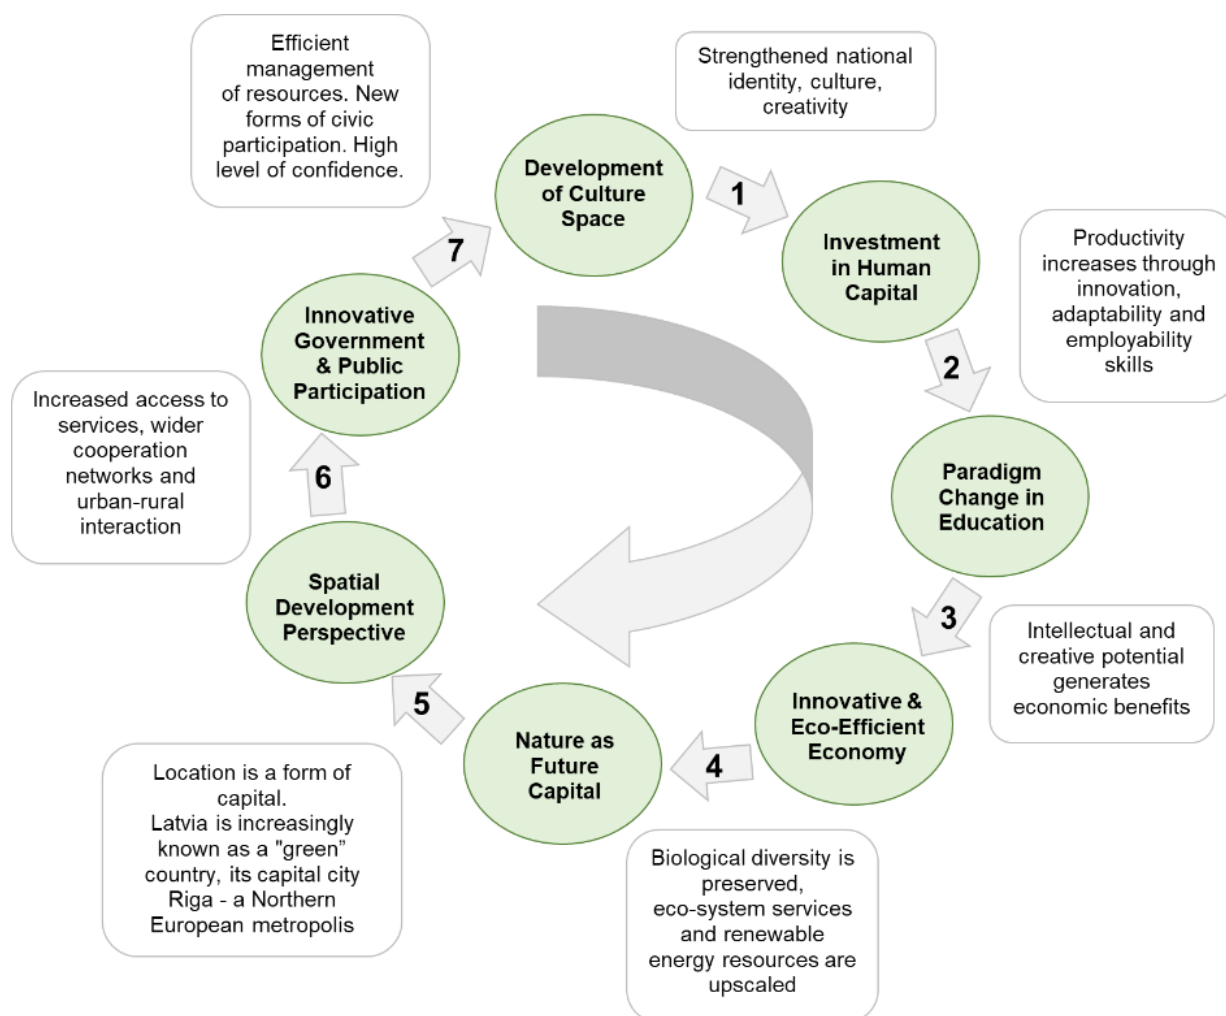 Efficient
management
of resources. New
forms of civic
participation. High
level of confidence.
Strengthened national
identity, culture,
creativity
Development
of Culture
Space
1
Investment
in Human
Capital
Productivity
increases through
innovation,
adaptability and
employability
skills
2
Paradigm
Change in
Education
3
Intellectual and
creative potential
generates
economic benefits
Innovative &
Eco-Efficient
Economy
4
Biological diversity is
preserved,
eco-system services
and renewable
energy resources are
upscaled
Nature as
Future
Capital
5
Location is a form of
capital.
Latvia is increasingly
known as a "green”
country, its capital city
Riga - a Northern
European metropolis
Spatial
Development
Perspective
6
Increased access to
services, wider
cooperation
networks and
urban-rural
interaction
Innovative
Government
& Public
Participation
7